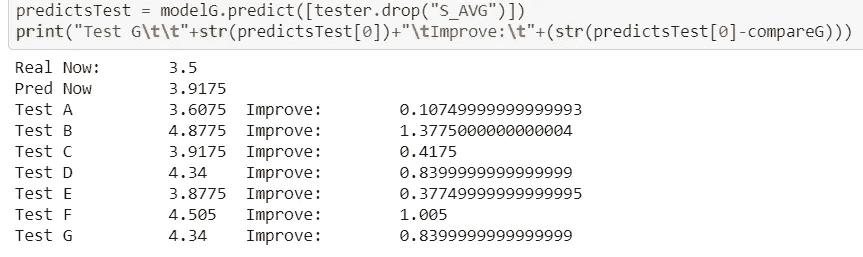 predictsTest = modelG.predict([tester.drop("S_AVG")])
print("Test G\t\t"+str(predictsTest[0])+"\tImprove:\t"+(str(predictsTest[0]-compareG)))
Real Now: 3.5
Pred Now 3.9175
Test A 3.6075 Improve: 0.10749999999999993
Test B 4.8775 Improve: 1.3775000000000004
Test C 3.9175 Improve: 0.4175
Test D 4.34 Improve: 0.8399999999999999
Test E 3.8775 Improve: 0.37749999999999995
Test F 4.505 Improve: 1.005
Test G 4.34 Improve: 0.8399999999999999